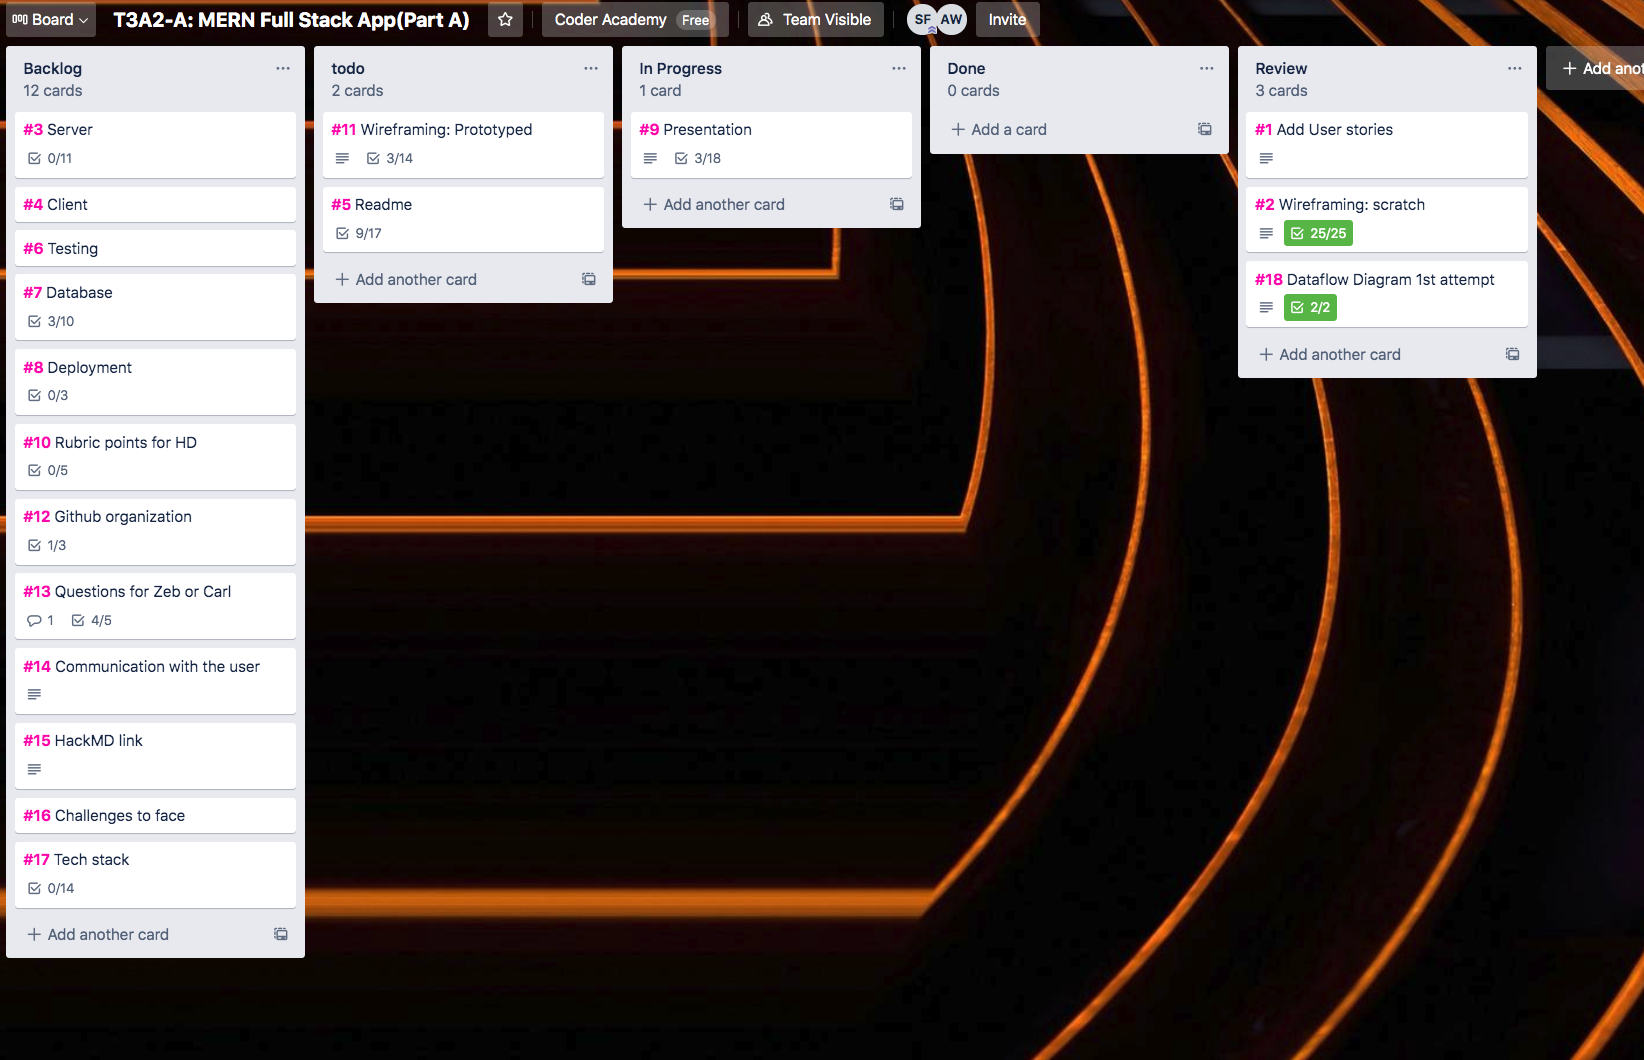 Board
T3A2-A: MERN Full Stack App(Part A)
Coder Academy Free
Team Visible
SF AW
Invite
Backlog
12 cards
#3 Server
0/11
#4 Client
#6 Testing
#7 Database
3/10
#8 Deployment
0/3
#10 Rubric points for HD
0/5
#12 Github organization
1/3
#13 Questions for Zeb or Carl
1 4/5
#14 Communication with the user
#15 HackMD link
#16 Challenges to face
#17 Tech stack
0/14
+ Add another card
todo
2 cards
#11 Wireframing: Prototyped
3/14
#5 Readme
9/17
+ Add another card
In Progress
1 card
#9 Presentation
3/18
+ Add another card
Done
0 cards
+ Add a card
Review
3 cards
#1 Add User stories
#2 Wireframing: scratch
25/25
#18 Dataflow Diagram 1st attempt
2/2
+ Add another card
+ Add anot